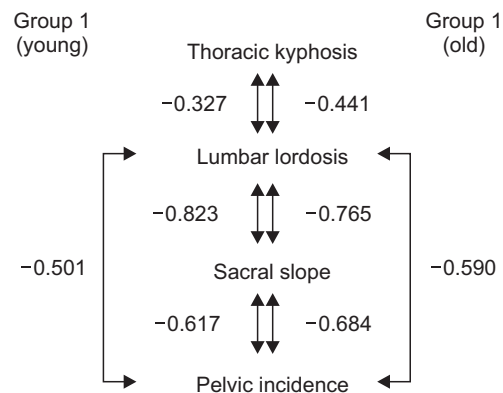 Group 1
(young)
Group 1
(old)
Thoracic kyphosis
−0.327
−0.441
Lumbar lordosis
−0.823
−0.765
−0.501
Sacral slope
−0.590
−0.617
−0.684
Pelvic incidence